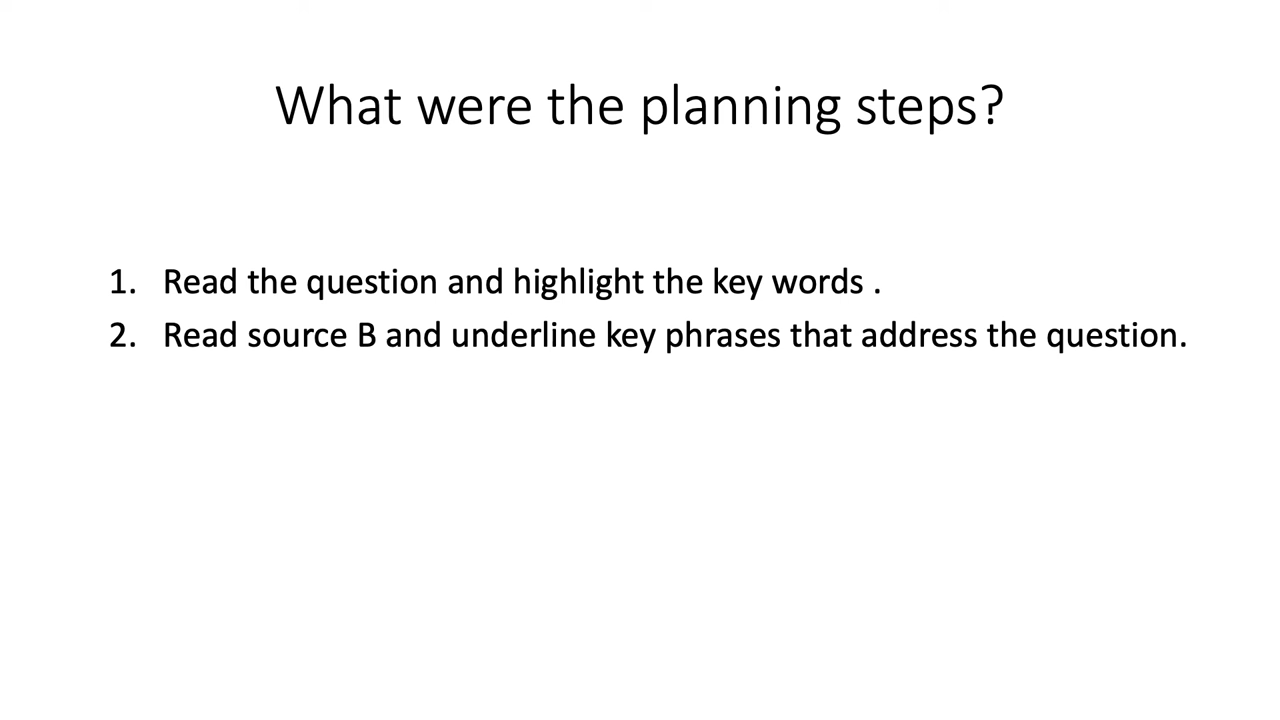 What were the planning steps?
1. Read the question and highlight the key words .
2. Read source B and underline key phrases that address the question.